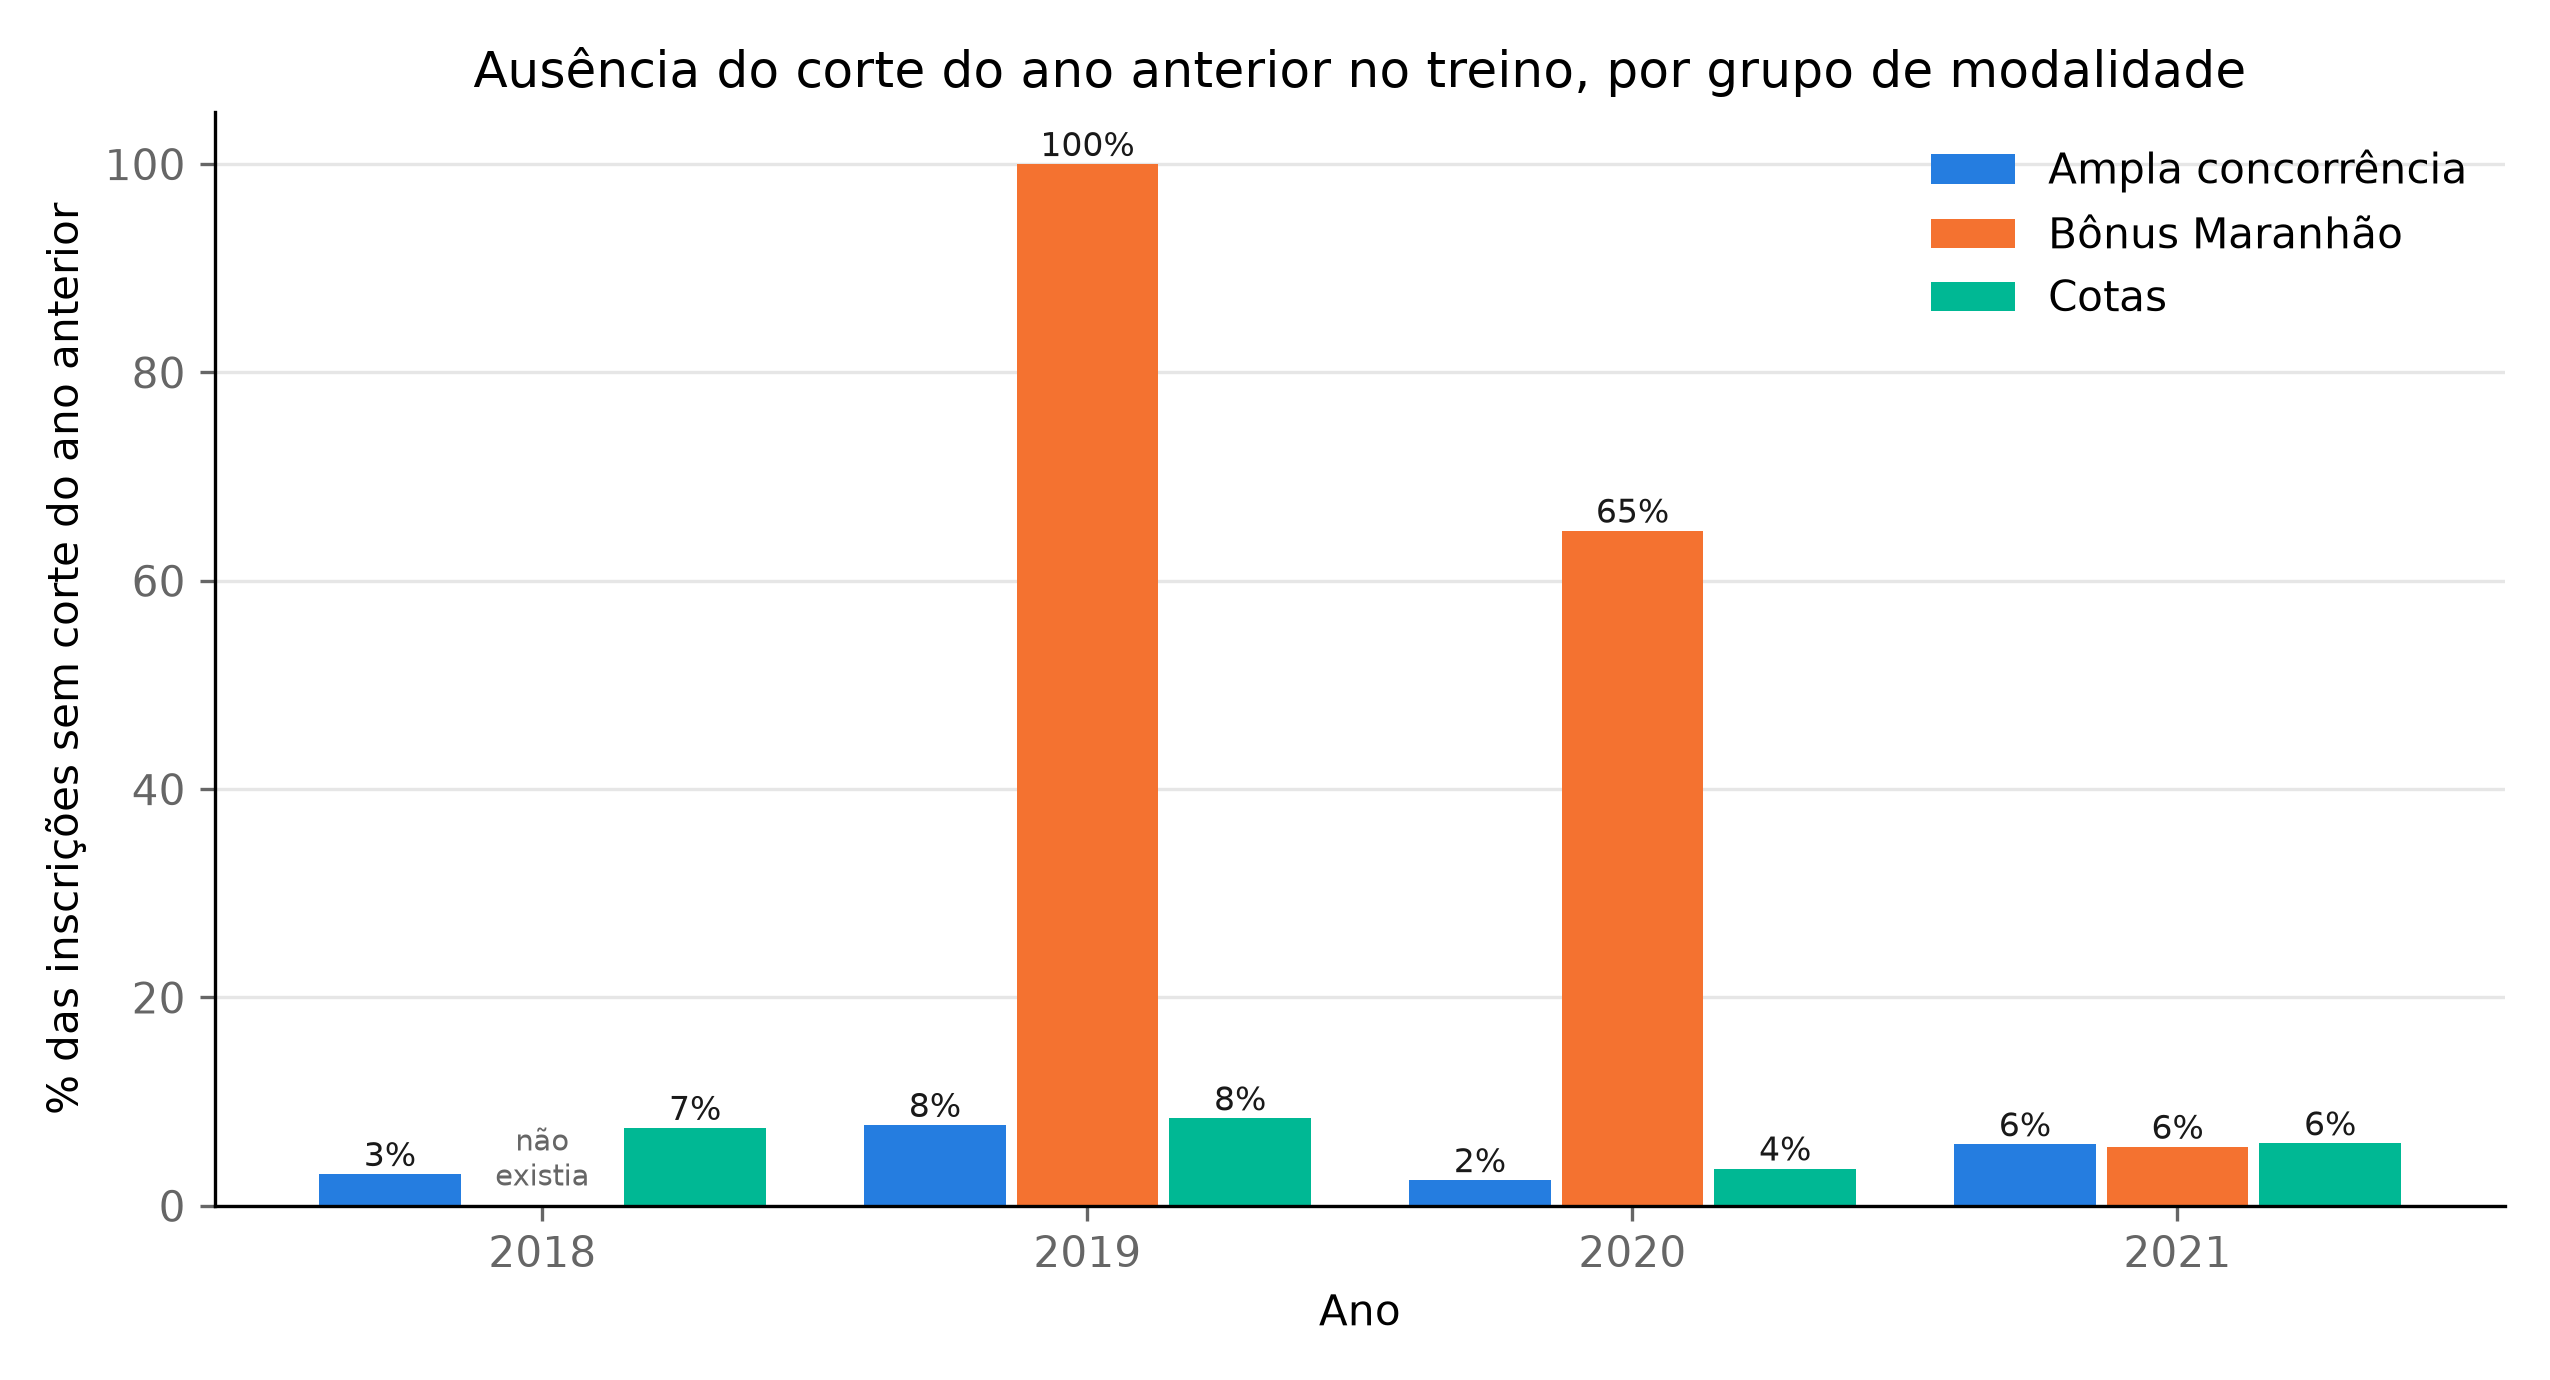 Ausência do corte do ano anterior no treino, por grupo de modalidade
% das inscrições sem corte do ano anterior
100
80
60
40
20
0
Ampla concorrência
Bônus Maranhão
Cotas
3%
não
existia
7%
8%
100%
8%
2%
65%
4%
6%
6%
6%
2018
2019
2020
2021
Ano